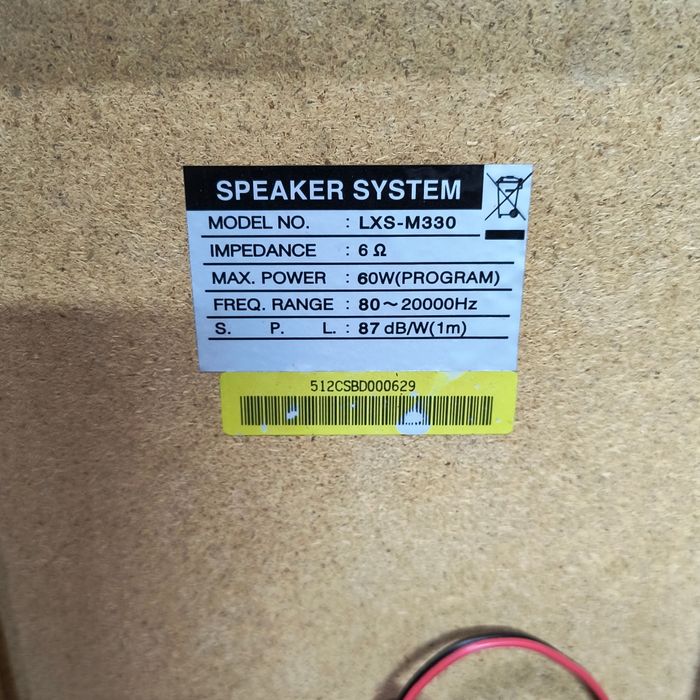 SPEAKER SYSTEM
MODEL NO. : LXS-M330
IMPEDANCE : 6 Ω
MAX. POWER : 60W(PROGRAM)
FREQ. RANGE : 80~20000Hz
S. P. L. : 87 dB/W(1m)
512CSBD000629